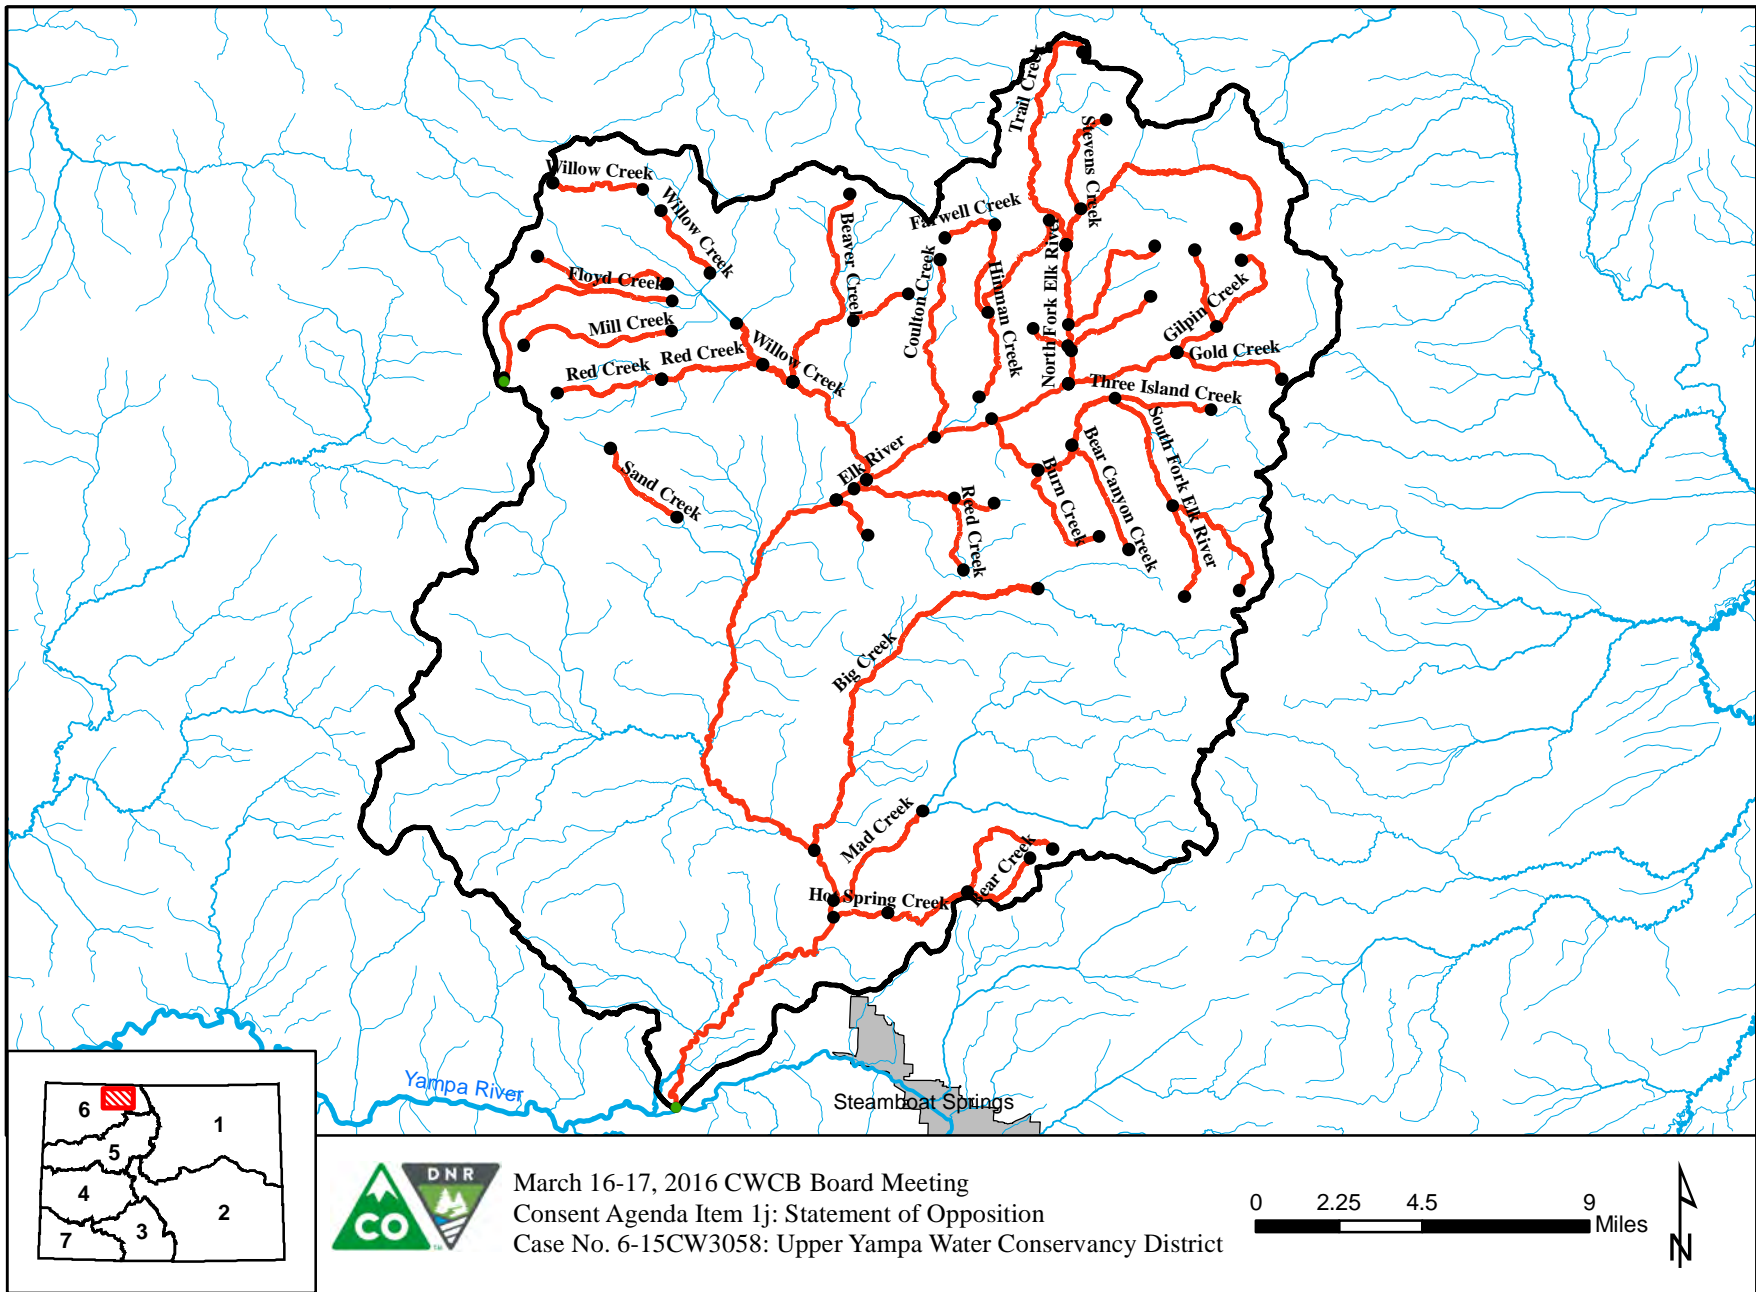 Trail Creek
Stevens Creek
Willow Creek
Willow Creek
Beaver Creek
Farwell Creek
Floyd Creek
Coulton Creek
Hinman Creek
North Fork Elk River
Gilpin Creek
Mill Creek
Willow Creek
Red Creek
Red Creek
Gold Creek
Three Island Creek
South Fork Elk River
Bear Canyon Creek
Burn Creek
Elk River
Reed Creek
Sand Creek
Big Creek
Mad Creek
Bear Creek
Hot Spring Creek
Yampa River
Steamboat Springs
6
1
5
4
2
3
7
CO
TM
DNR
March 16-17, 2016 CWCB Board Meeting
Consent Agenda Item 1j: Statement of Opposition
Case No. 6-15CW3058: Upper Yampa Water Conservancy District
0 2.25 4.5 9
Miles
N